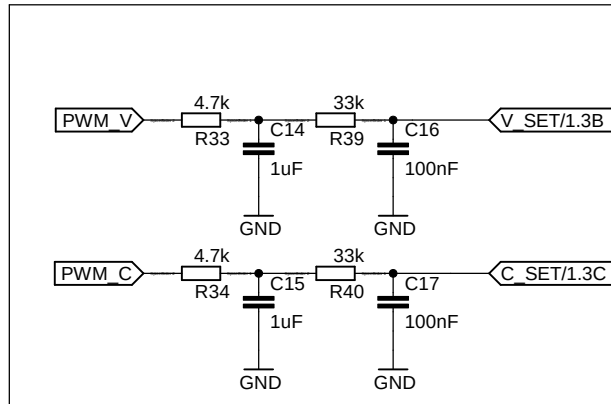 4.7k 33k
PWM_V C14 C16 V_SET/1.3B
R33 R39
1uF 100nF
GND GND
4.7k 33k
PWM_C C15 C17 C_SET/1.3C
R34 R40
1uF 100nF
GND GND